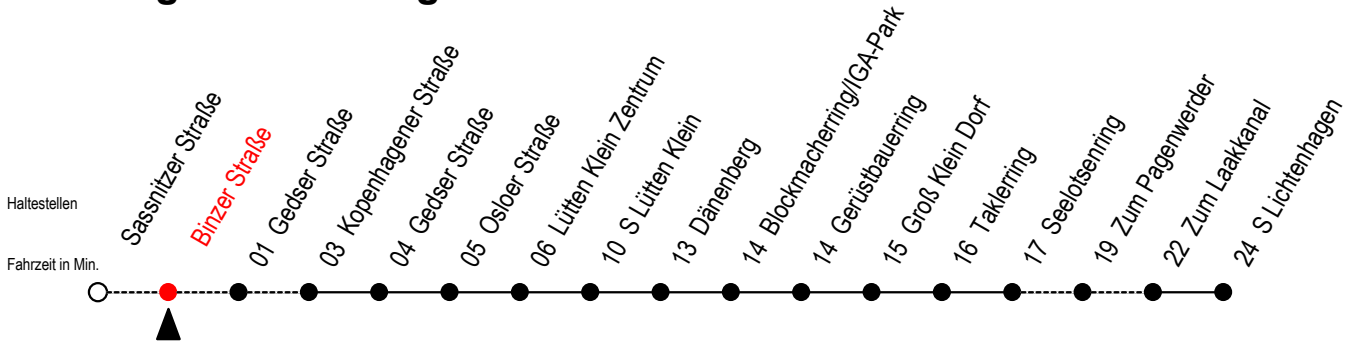 Haltestellen
Fahrzeit in Min.
Sassnitzer Straße
Binzer Straße
01 Gedser Straße
03 Kopenhagener Straße
04 Gedser Straße
05 Osloer Straße
06 Lütten Klein Zentrum
10 S Lütten Klein
13 Dänenberg
14 Blockmacherring/IGA-Park
14 Gerüstbauerring
15 Groß Klein Dorf
16 Taklerring
17 Seelotsenring
19 Zum Pagenwerder
22 Zum Laakkanal
24 S Lichtenhagen